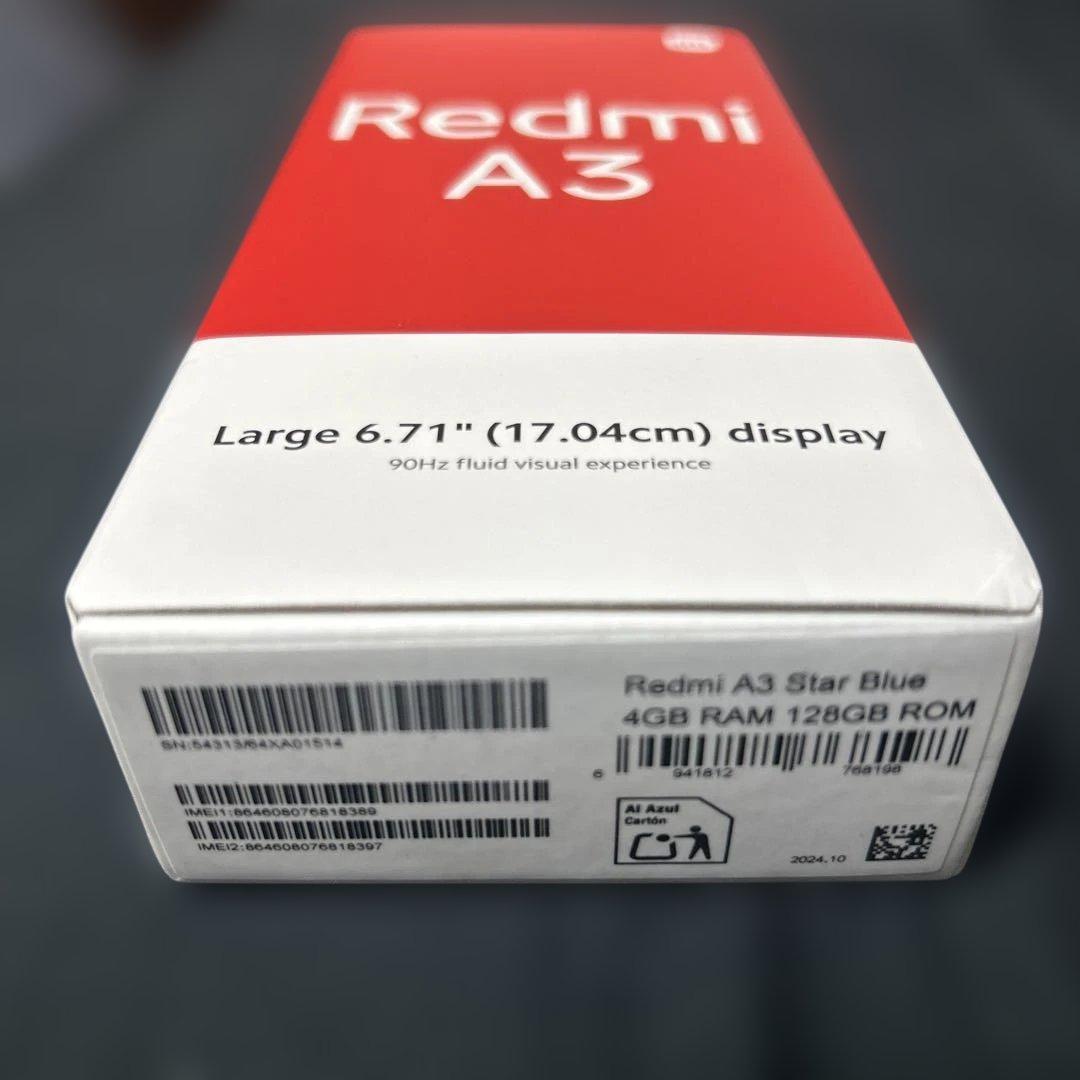 Redmi
A3
Large 6.71" (17.04cm) display
90Hz fluid visual experience
SN:54313/64XA01514
IMEI1:864608076818389
IMEI2:864608076818397
Redmi A3 Star Blue
4GB RAM 128GB ROM
6 941812 768198
Al Azul
Cartón
2024.10